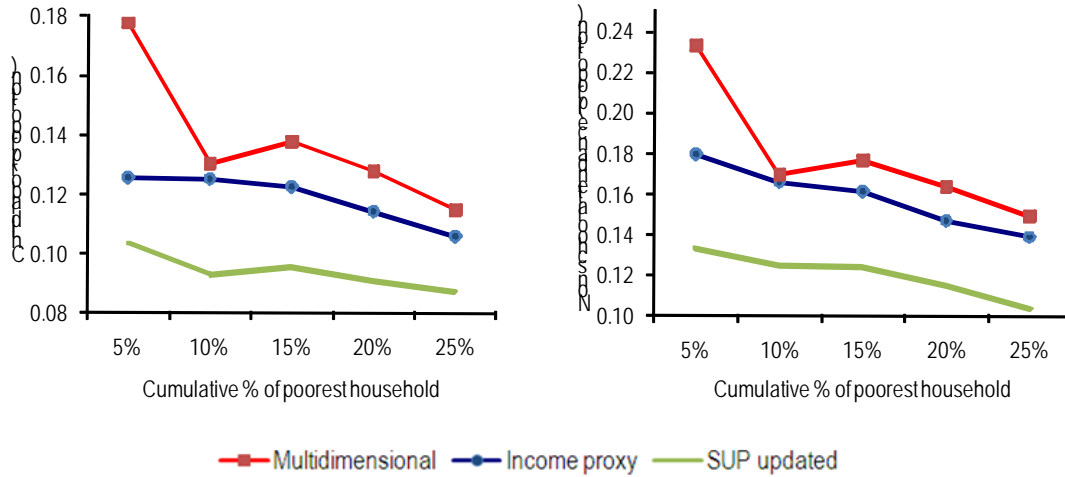 0.18
0.16
0.14
0.12
0.10
0.08
5% 10% 15% 20% 25%
Cumulative % of poorest household
0.24
0.22
0.20
0.18
0.16
0.14
0.12
0.10
5% 10% 15% 20% 25%
Cumulative % of poorest household
Multidimensional Income proxy SUP updated